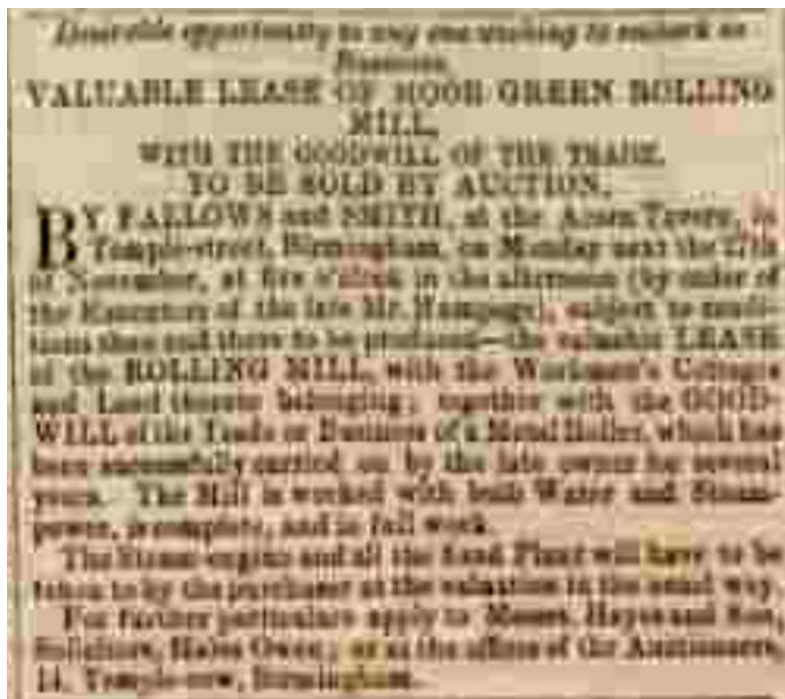 Desirable opportunity to any one wishing to embark in
Business.
VALUABLE LEASE OF MOOR GREEN ROLLING
MILL,
WITH THE GOODWILL OF THE TRADE.
TO BE SOLD BY AUCTION,
BY FALLOWS and SMITH, at the Acorn Tavern, in
Temple-street, Birmingham, on Monday next the 27th
of November, at five o'clock in the afternoon (by order of
the Executors of the late Mr. ), subject to condi-
tions then and there to be produced—the valuable LEASE
of the ROLLING MILL, with the Workmen's Cottages
and Land thereto belonging; together with the GOOD-
WILL of the Trade or Business of a Metal Roller, which has
been successfully carried on by the late owner for several
years. The Mill is worked with both Water and Steam-
power, is complete, and in full work.
The Steam-engine and all the Plant will have to be
taken to by the purchaser at the valuation in the usual way.
For further particulars apply to Messrs. Hayes and Son,
Solicitors, Hales Owen; or at the offices of the Auctioneers,
14, Temple-row, Birmingham.